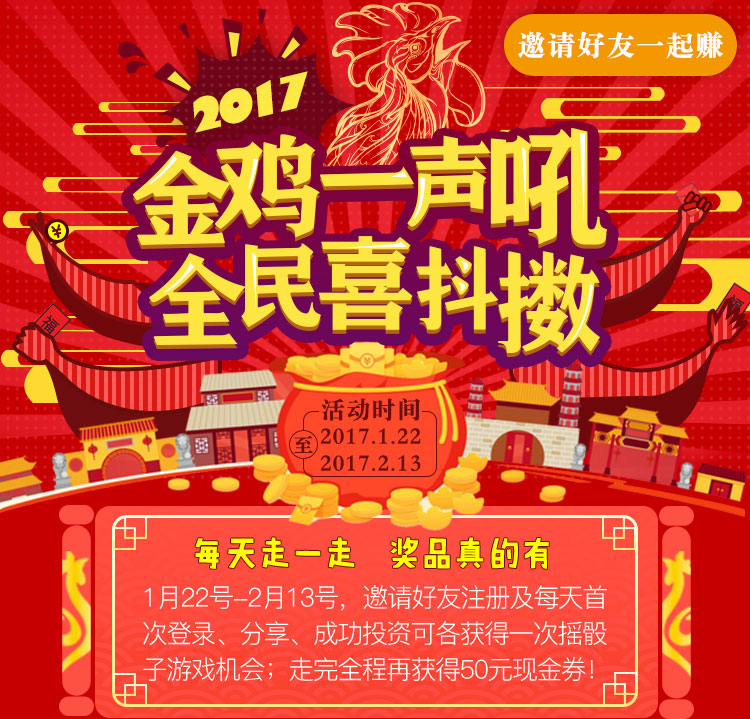 邀请好友一起赚
2017
金鸡一声吼
全民喜抖擞
活动时间
2017.1.22
至
2017.2.13
每天走一走 奖品真的有
1月22号-2月13号，邀请好友注册及每天首
次登录、分享、成功投资可各获得一次摇骰
子游戏机会；走完全程再获得50元现金券！
福
福